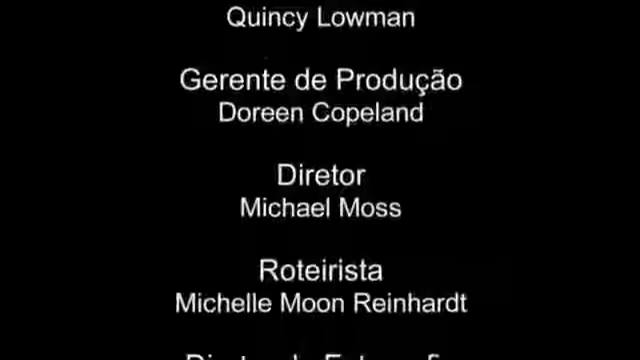 Quincy Lowman
Gerente de Produção
Doreen Copeland
Diretor
Michael Moss
Roteirista
Michelle Moon Reinhardt